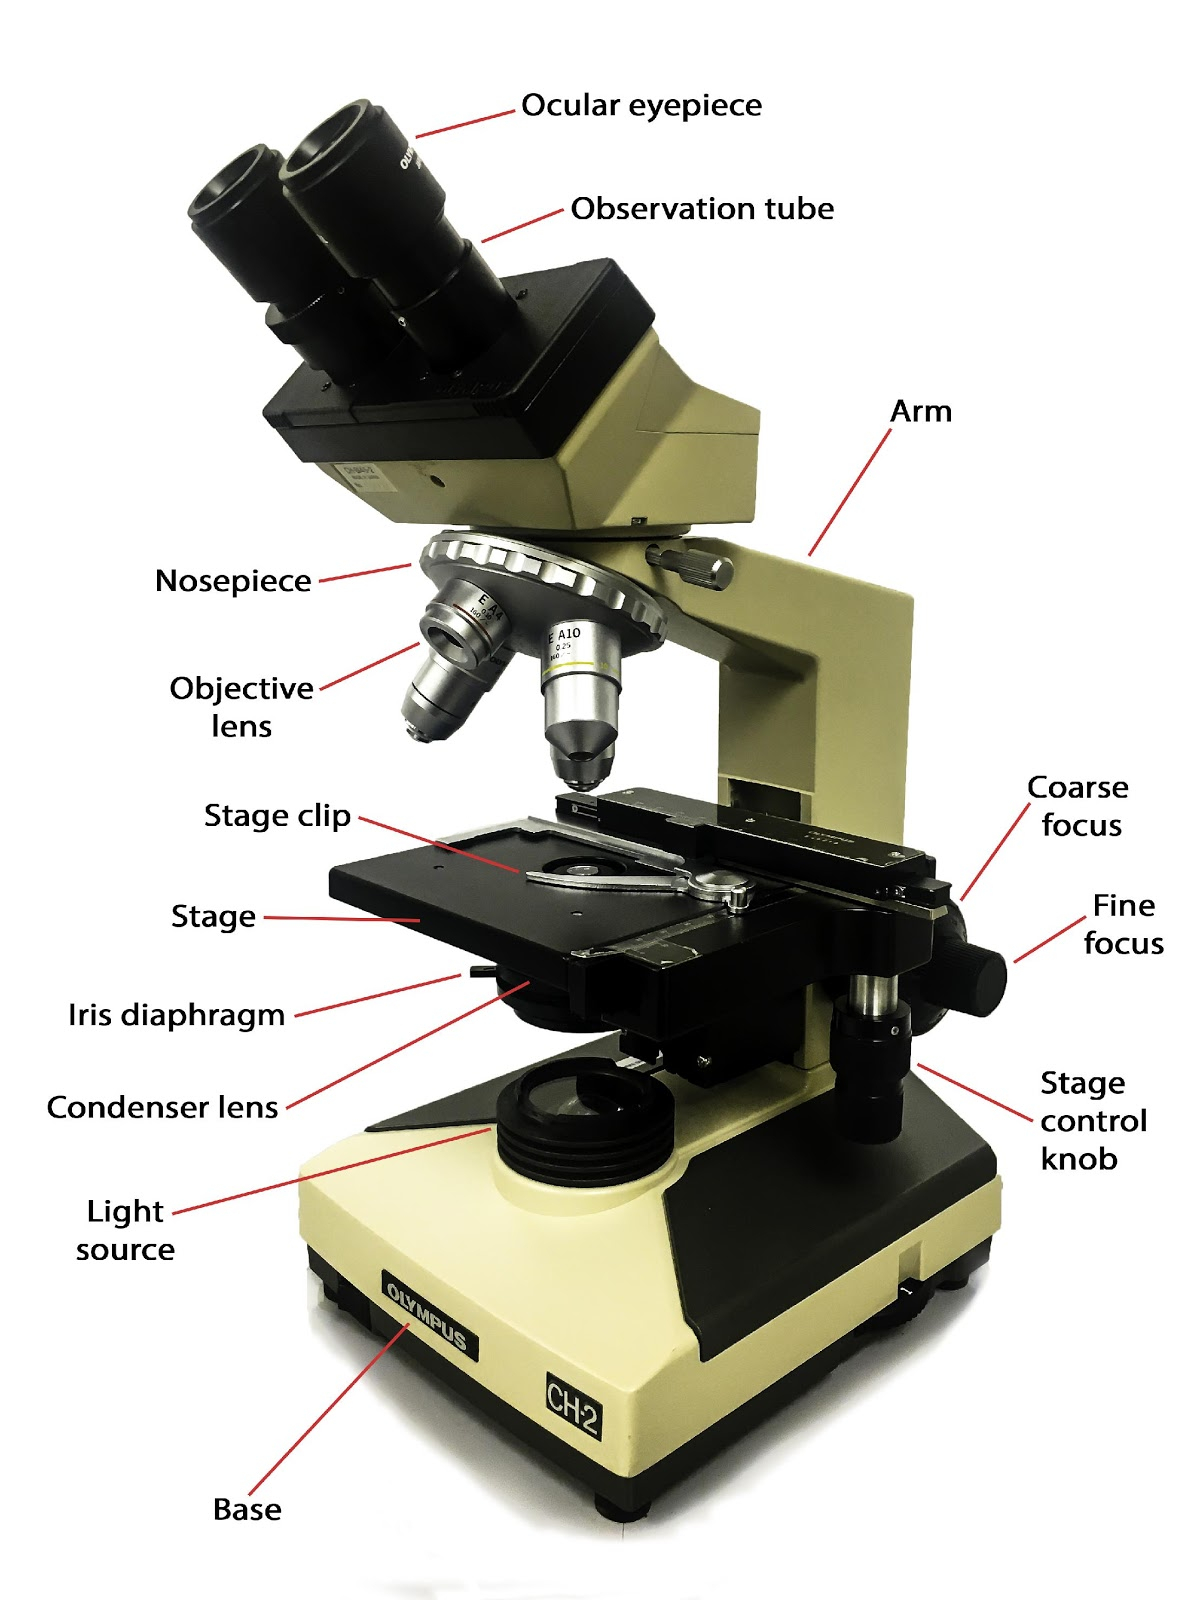 Ocular eyepiece
Observation tube
Arm
Nosepiece
E A4
E A10
0.25
Objective
lens
Coarse
focus
Stage clip
OLYMPUS
Fine
focus
Stage
Iris diaphragm
Condenser lens
Stage
control
knob
Light
source
OLYMPUS
CH-2
Base